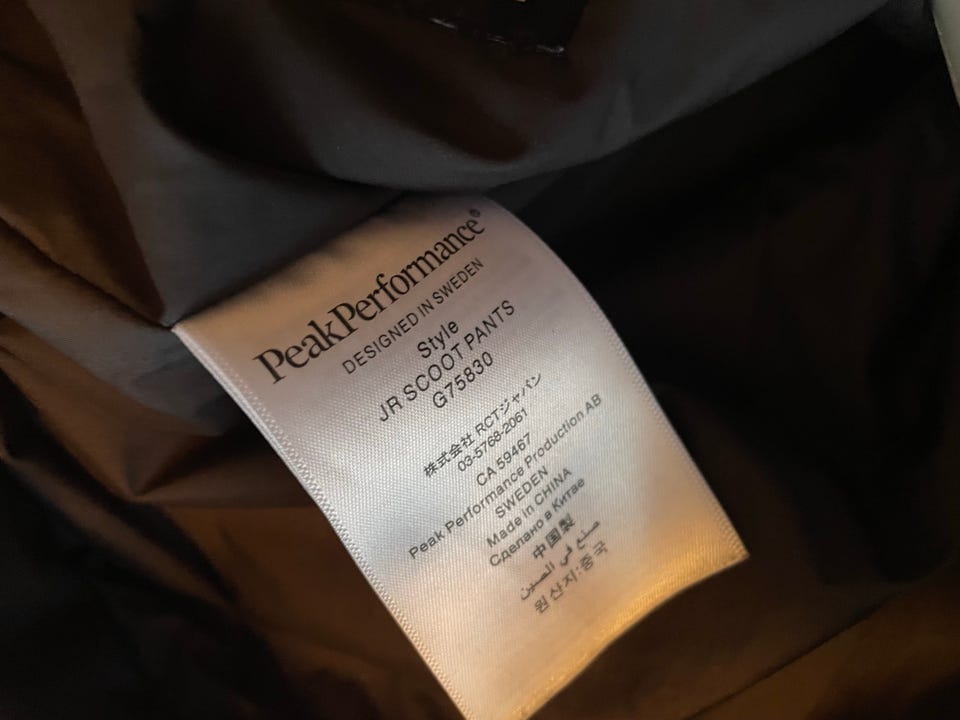 PeakPerformance®
DESIGNED IN SWEDEN
Style
JR SCOOT PANTS
G75830
株式会社 RCTジャパン
03-5768-2061
CA 59467
Peak Performance Production AB
SWEDEN
Made in CHINA
Сделано в Китае
中国製
صنع في الصين
원산지:중국